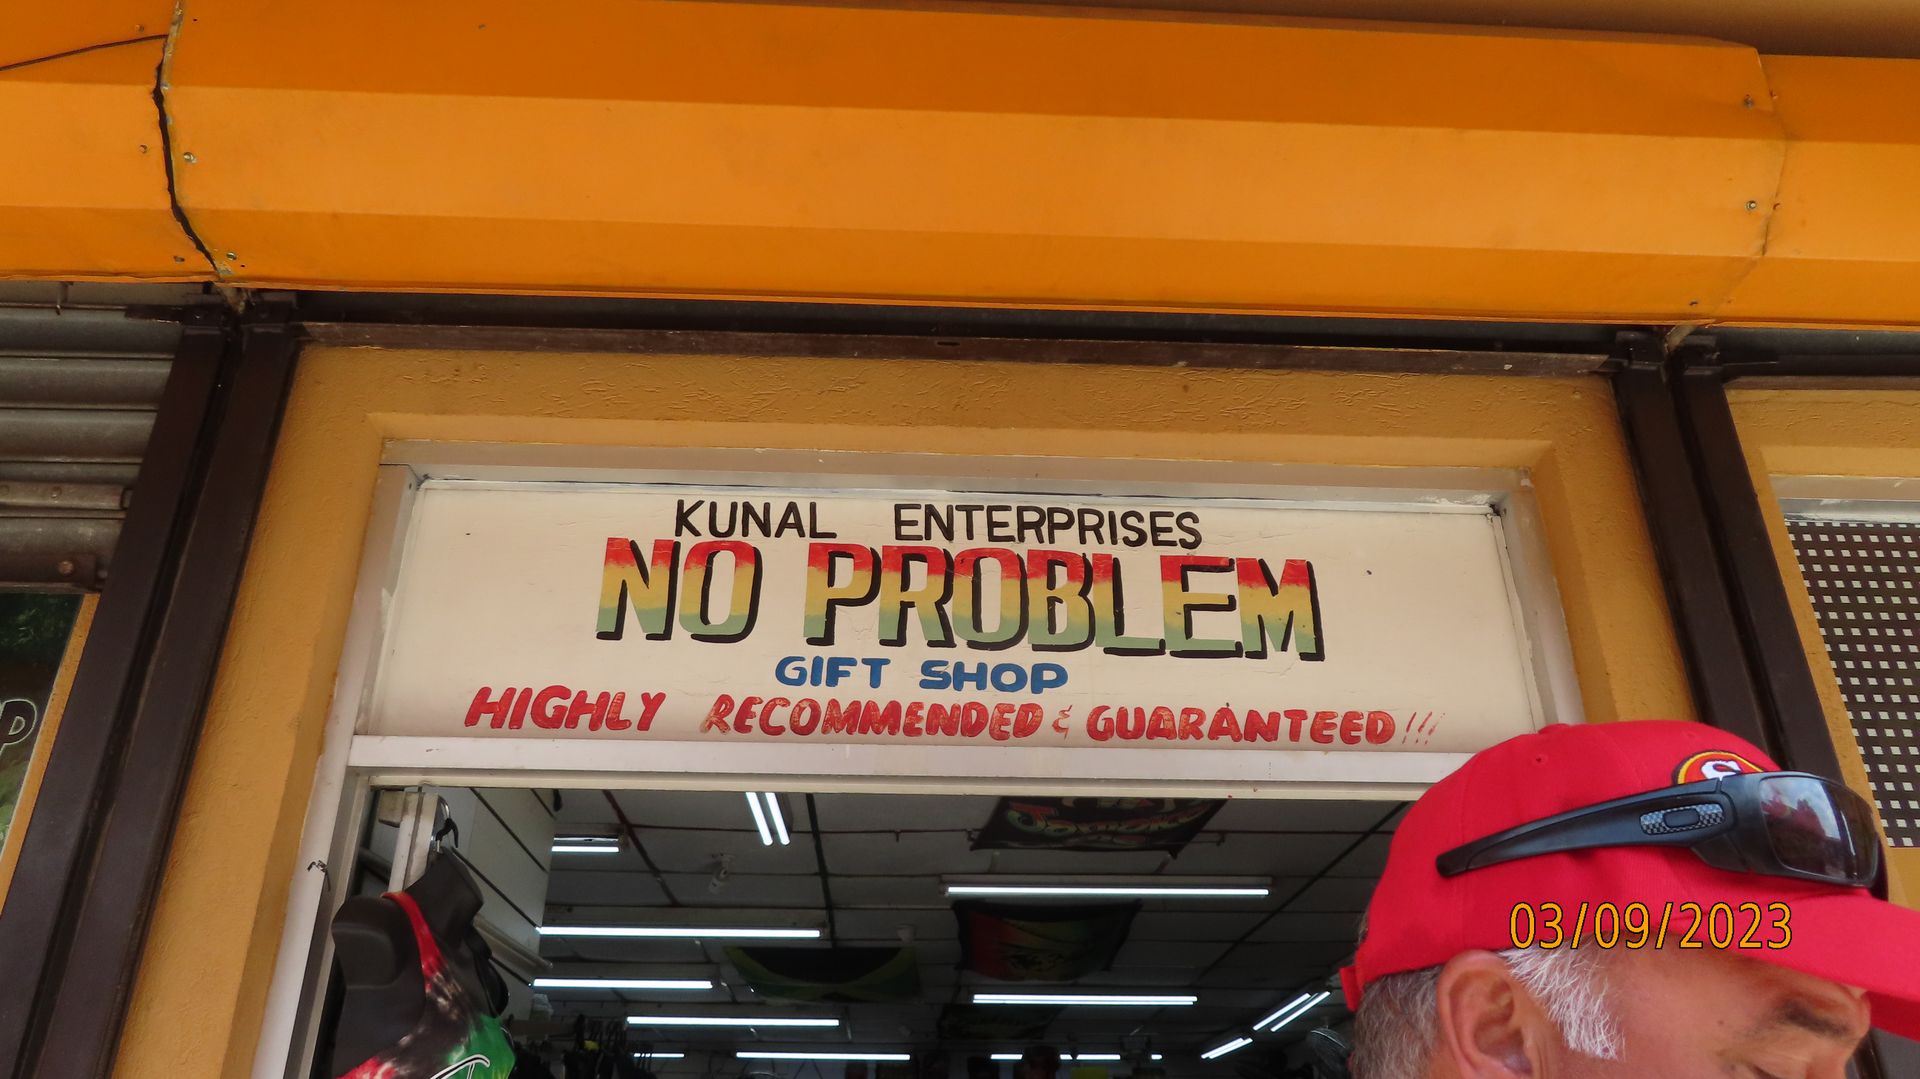 KUNAL ENTERPRISES
NO PROBLEM
GIFT SHOP
HIGHLY RECOMMENDED & GUARANTEED !!!
03/09/2023